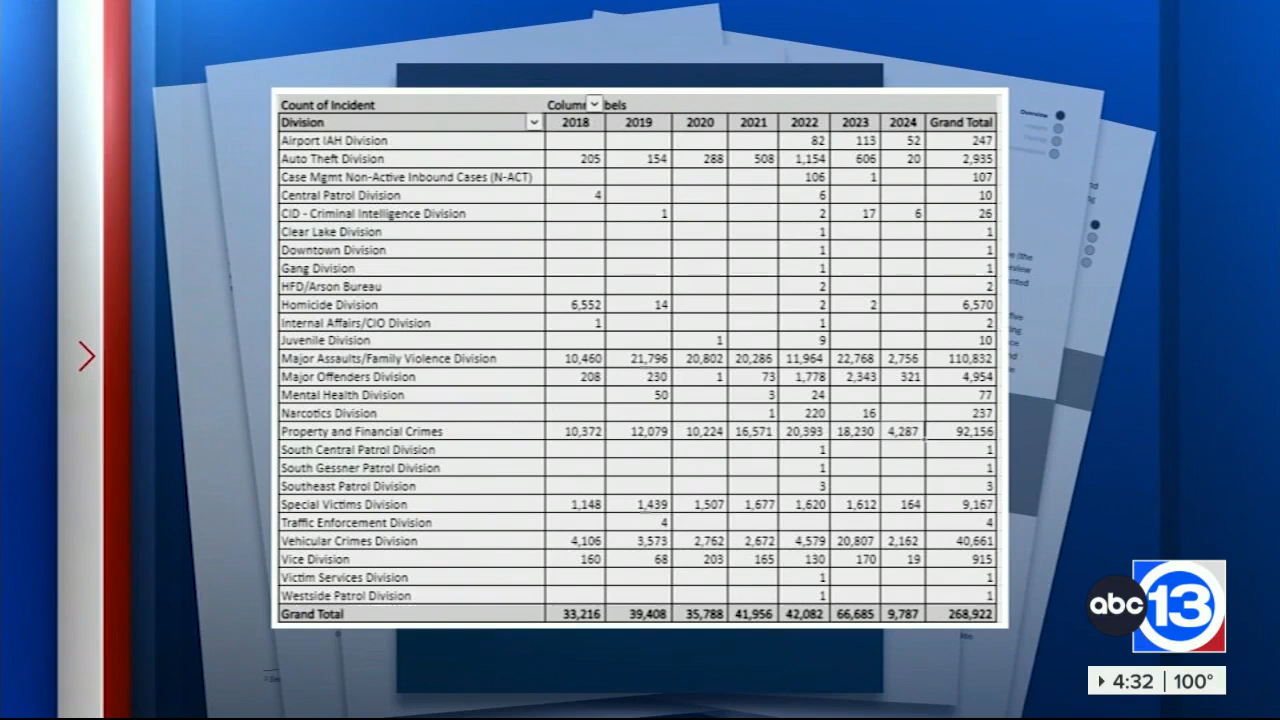 Count of Incident Colum bels
Division 2018 2019 2020 2021 2022 2023 2024 Grand Total
Airport IAH Division 82 113 52 247
Auto Theft Division 205 154 288 508 1,154 606 20 2,935
Case Mgmt Non-Active Inbound Cases (N-ACT) 106 1 107
Central Patrol Division 4 6 10
CID - Criminal Intelligence Division 1 2 17 6 26
Clear Lake Division 1 1
Downtown Division 1 1
Gang Division 1 1
HFD/Arson Bureau 2 2
Homicide Division 6,552 14 2 2 6,570
Internal Affairs/CIO Division 1 1 2
Juvenile Division 1 9 10
Major Assaults/Family Violence Division 10,460 21,796 20,802 20,286 11,964 22,768 2,756 110,832
Major Offenders Division 208 230 1 73 1,778 2,343 321 4,954
Mental Health Division 50 3 24 77
Narcotics Division 1 220 16 237
Property and Financial Crimes 10,372 12,079 10,224 16,571 20,393 18,230 4,287 92,156
South Central Patrol Division 1 1
South Gessner Patrol Division 1 1
Southeast Patrol Division 3 3
Special Victims Division 1,148 1,439 1,507 1,677 1,620 1,612 164 9,167
Traffic Enforcement Division 4 4
Vehicular Crimes Division 4,106 3,573 2,762 2,672 4,579 20,807 2,162 40,661
Vice Division 160 68 203 165 130 170 19 915
Victim Services Division 1 1
Westside Patrol Division 1 1
Grand Total 33,216 39,408 35,788 41,956 42,082 66,685 9,787 268,922
Overview
abc 13
4:32 100°